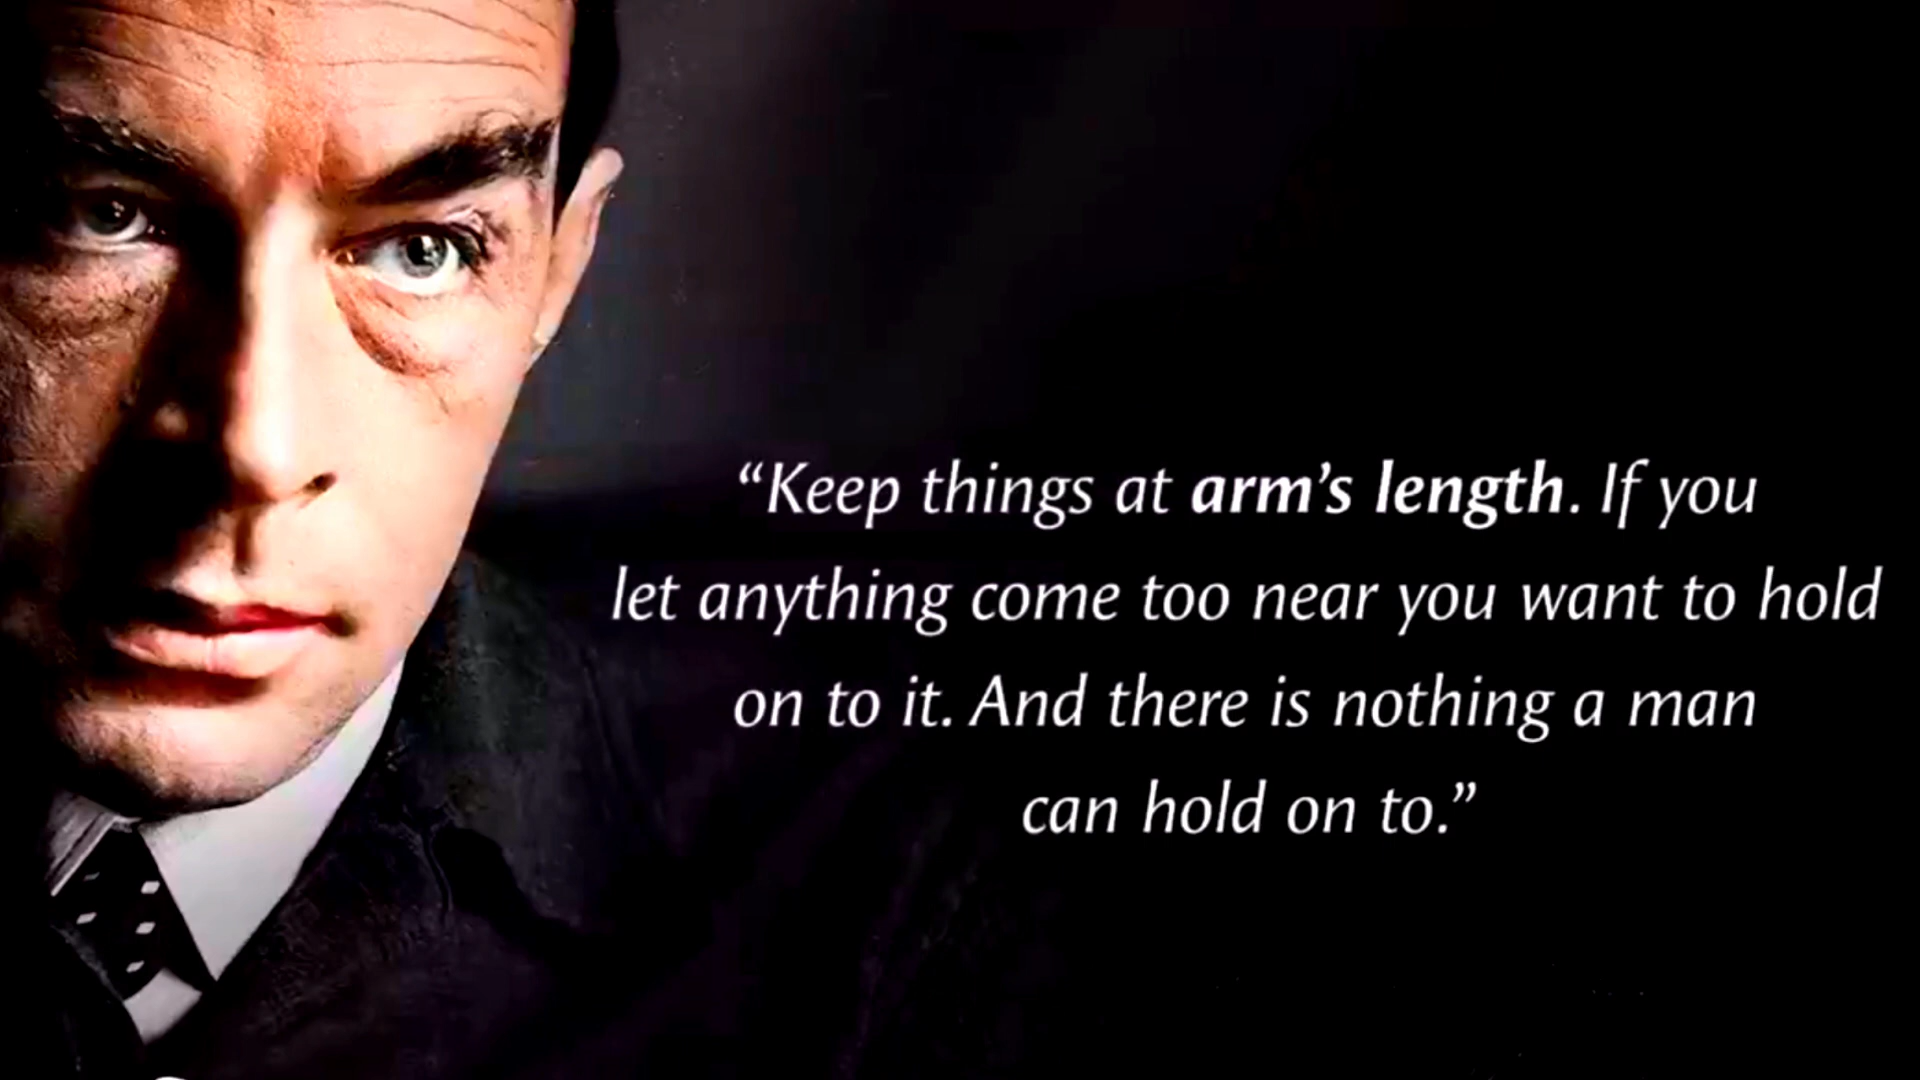 “Keep things at arm’s length. If you
let anything come too near you want to hold
on to it. And there is nothing a man
can hold on to.”